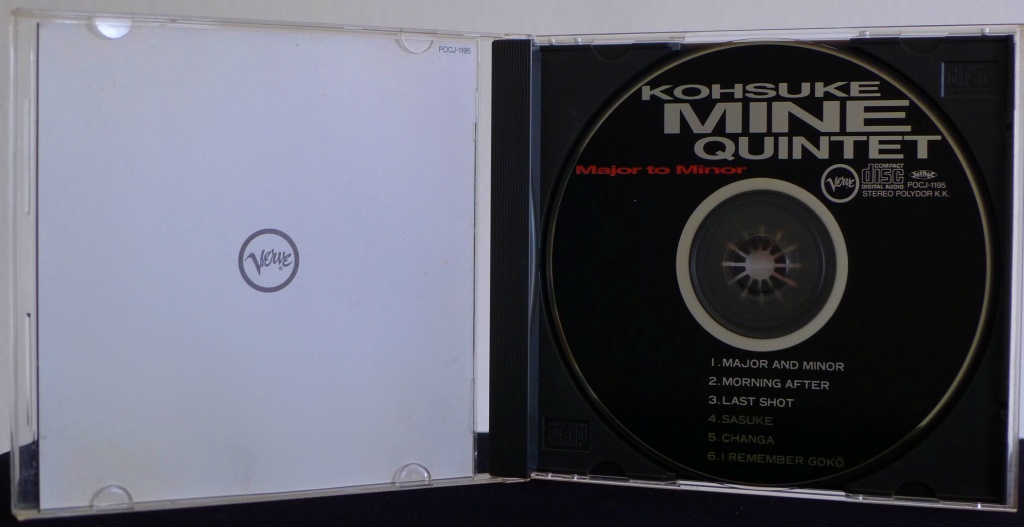 POCJ-1195
Verve
KOHSUKE
MINE
QUINTET
Major to Minor
Verve
COMPACT
disc
DIGITAL AUDIO
POCJ-1195
STEREO POLYDOR K.K.
1.MAJOR AND MINOR
2.MORNING AFTER
3.LAST SHOT
4.SASUKE
5.CHANGA
6.I REMEMBER GOKŌ